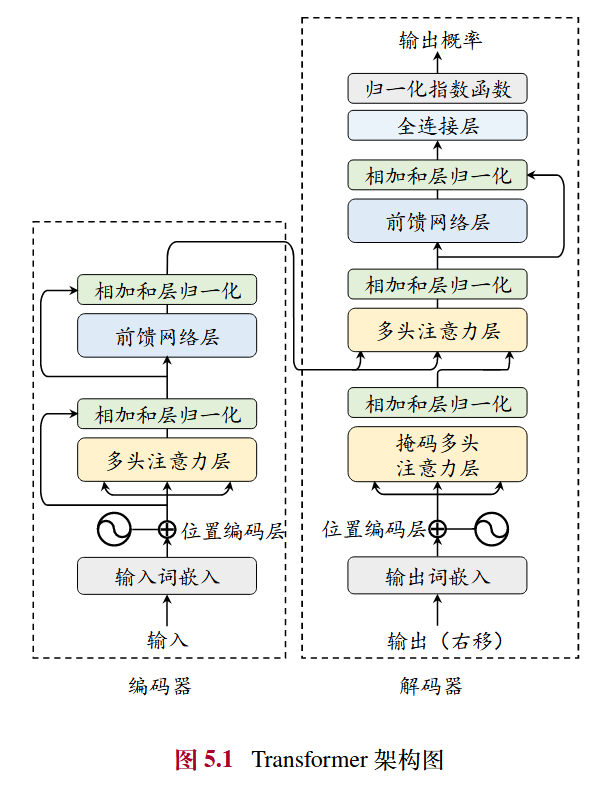 输出概率
归一化指数函数
全连接层
相加和层归一化
前馈网络层
相加和层归一化
多头注意力层
相加和层归一化
掩码多头
注意力层
位置编码层
输出词嵌入
输出（右移）
解码器
相加和层归一化
前馈网络层
相加和层归一化
多头注意力层
位置编码层
输入词嵌入
输入
编码器
图 5.1 Transformer 架构图